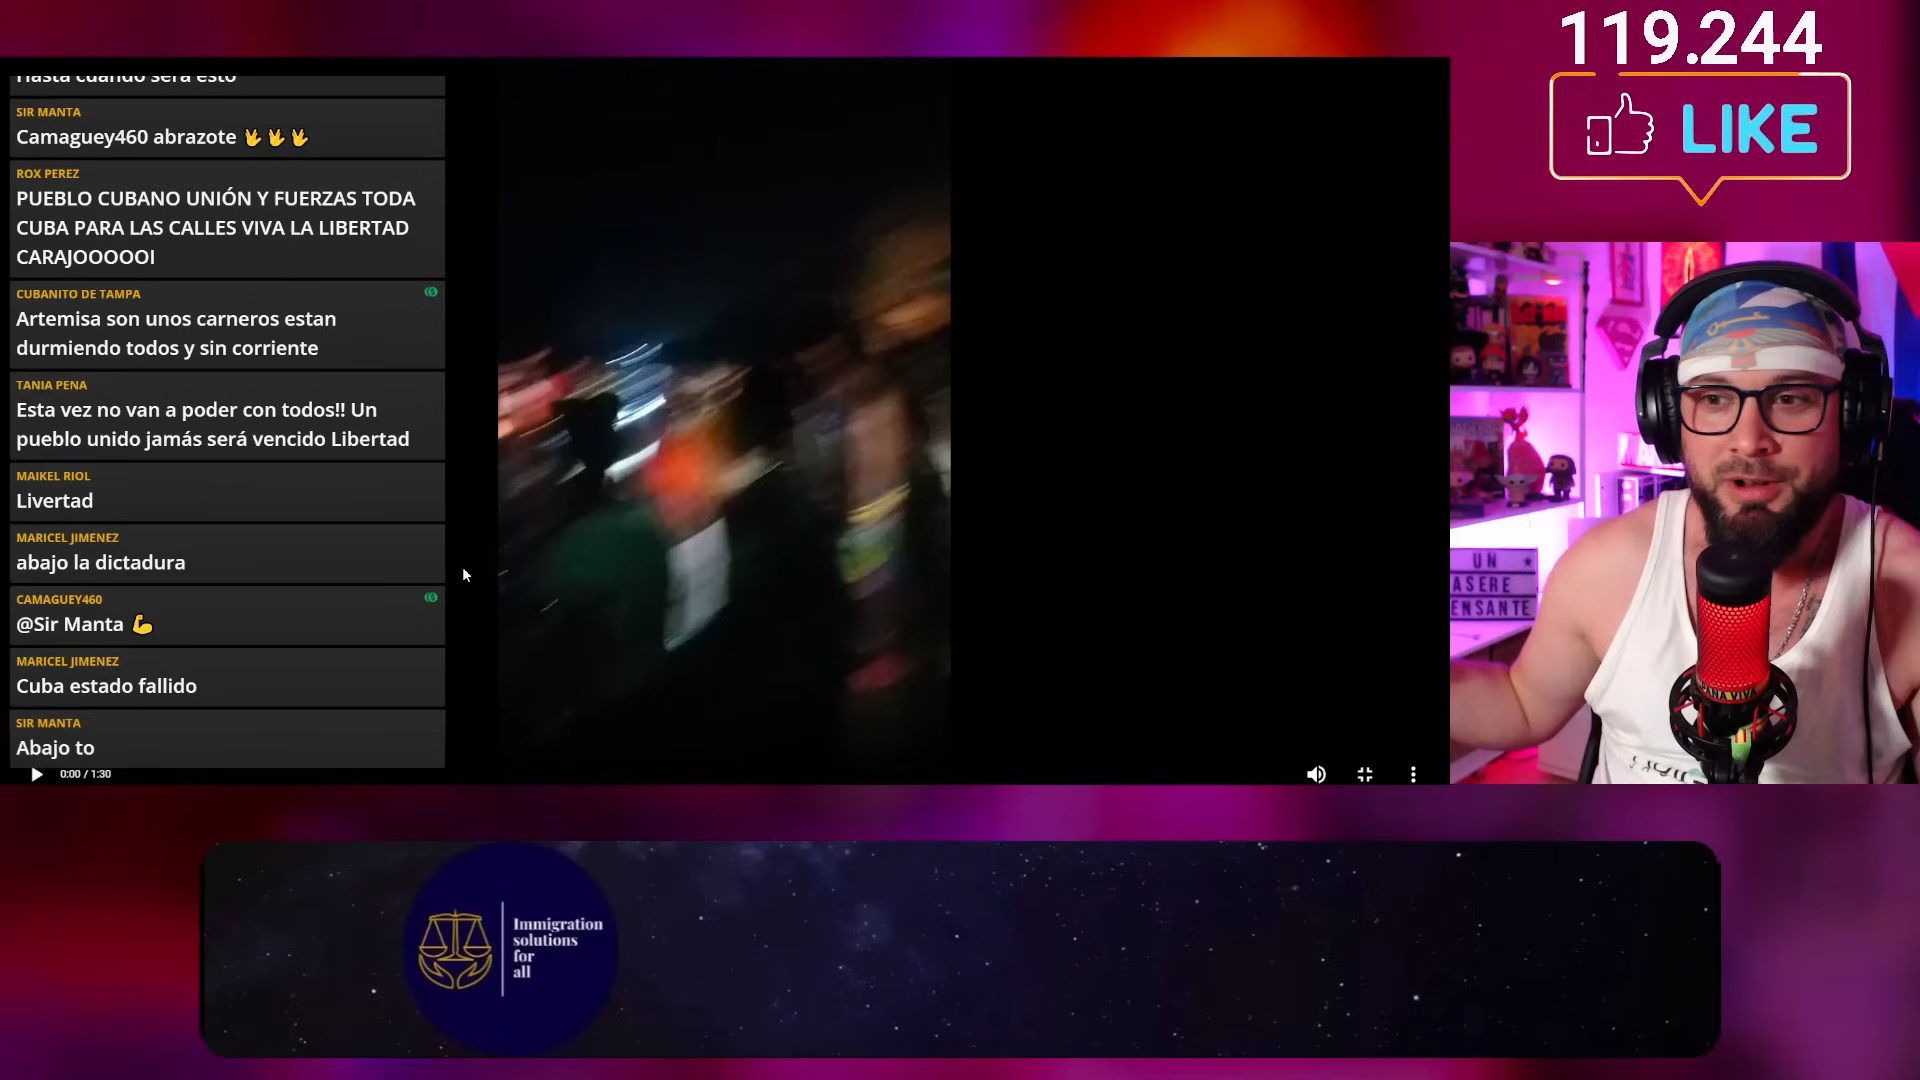 119.244
LIKE
Hasta cuando sera esto
SIR MANTA
Camaguey460 abrazote 🖖🖖🖖
ROX PEREZ
PUEBLO CUBANO UNIÓN Y FUERZAS TODA
CUBA PARA LAS CALLES VIVA LA LIBERTAD
CARAJOOOOOI
CUBANITO DE TAMPA
Artemisa son unos carneros estan
durmiendo todos y sin corriente
TANIA PENA
Esta vez no van a poder con todos!! Un
pueblo unido jamás será vencido Libertad
MAIKEL RIOL
Livertad
MARICEL JIMENEZ
abajo la dictadura
CAMAGUEY460
@Sir Manta 💪
MARICEL JIMENEZ
Cuba estado fallido
SIR MANTA
Abajo to
0:00 / 1:30
UN
ASERE
ENSANTE
Immigration
solutions
for
all